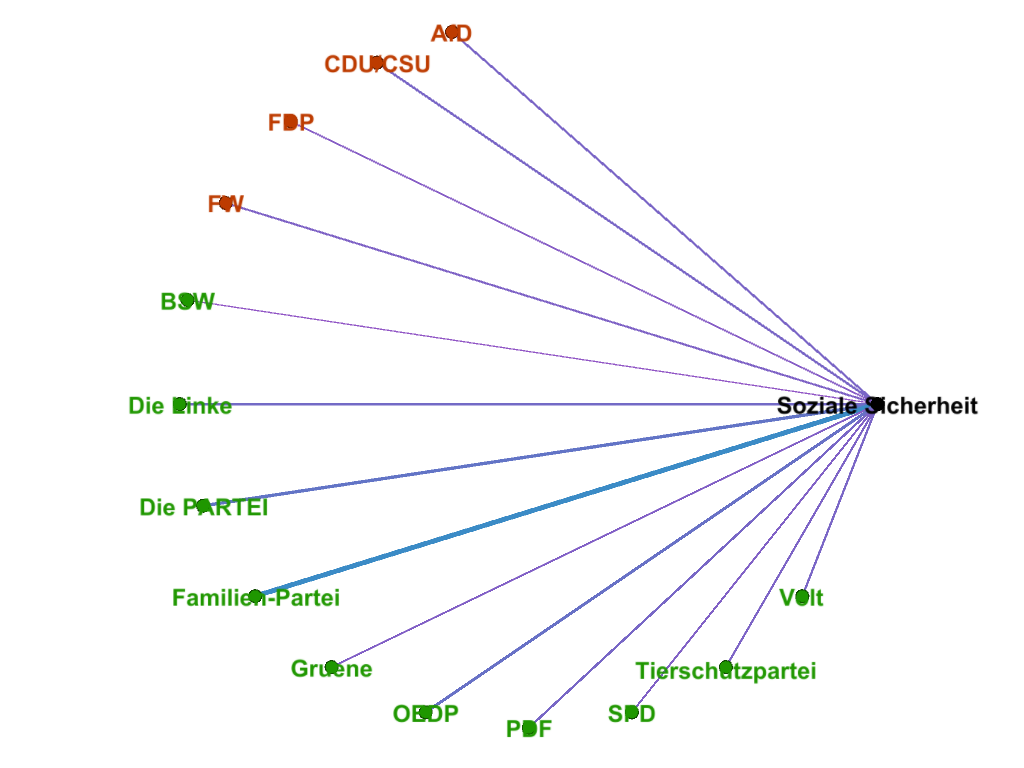 AfD
CDU/CSU
FDP
FW
BSW
Die Linke
Soziale Sicherheit
Die PARTEI
Familien-Partei
Volt
Gruene
Tierschutzpartei
OEDP
SPD
PDF